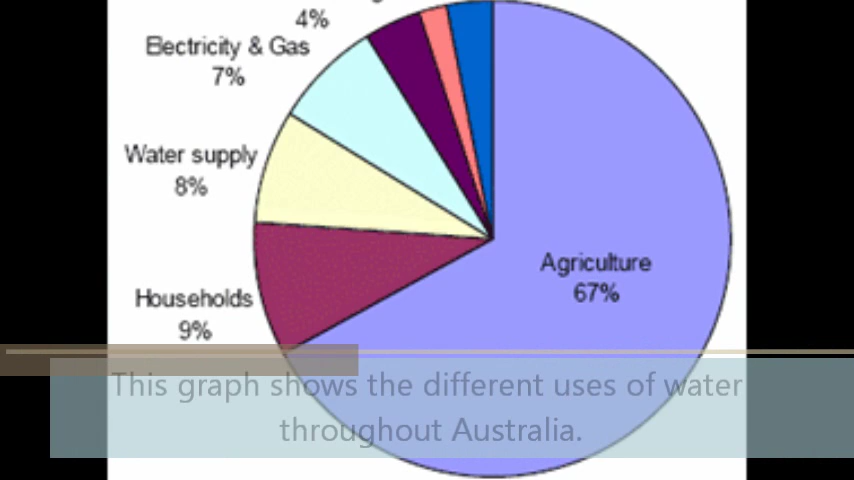 4%
Electricity & Gas
7%
Water supply
8%
Agriculture
67%
Households
9%
This graph shows the different uses of water
throughout Australia.